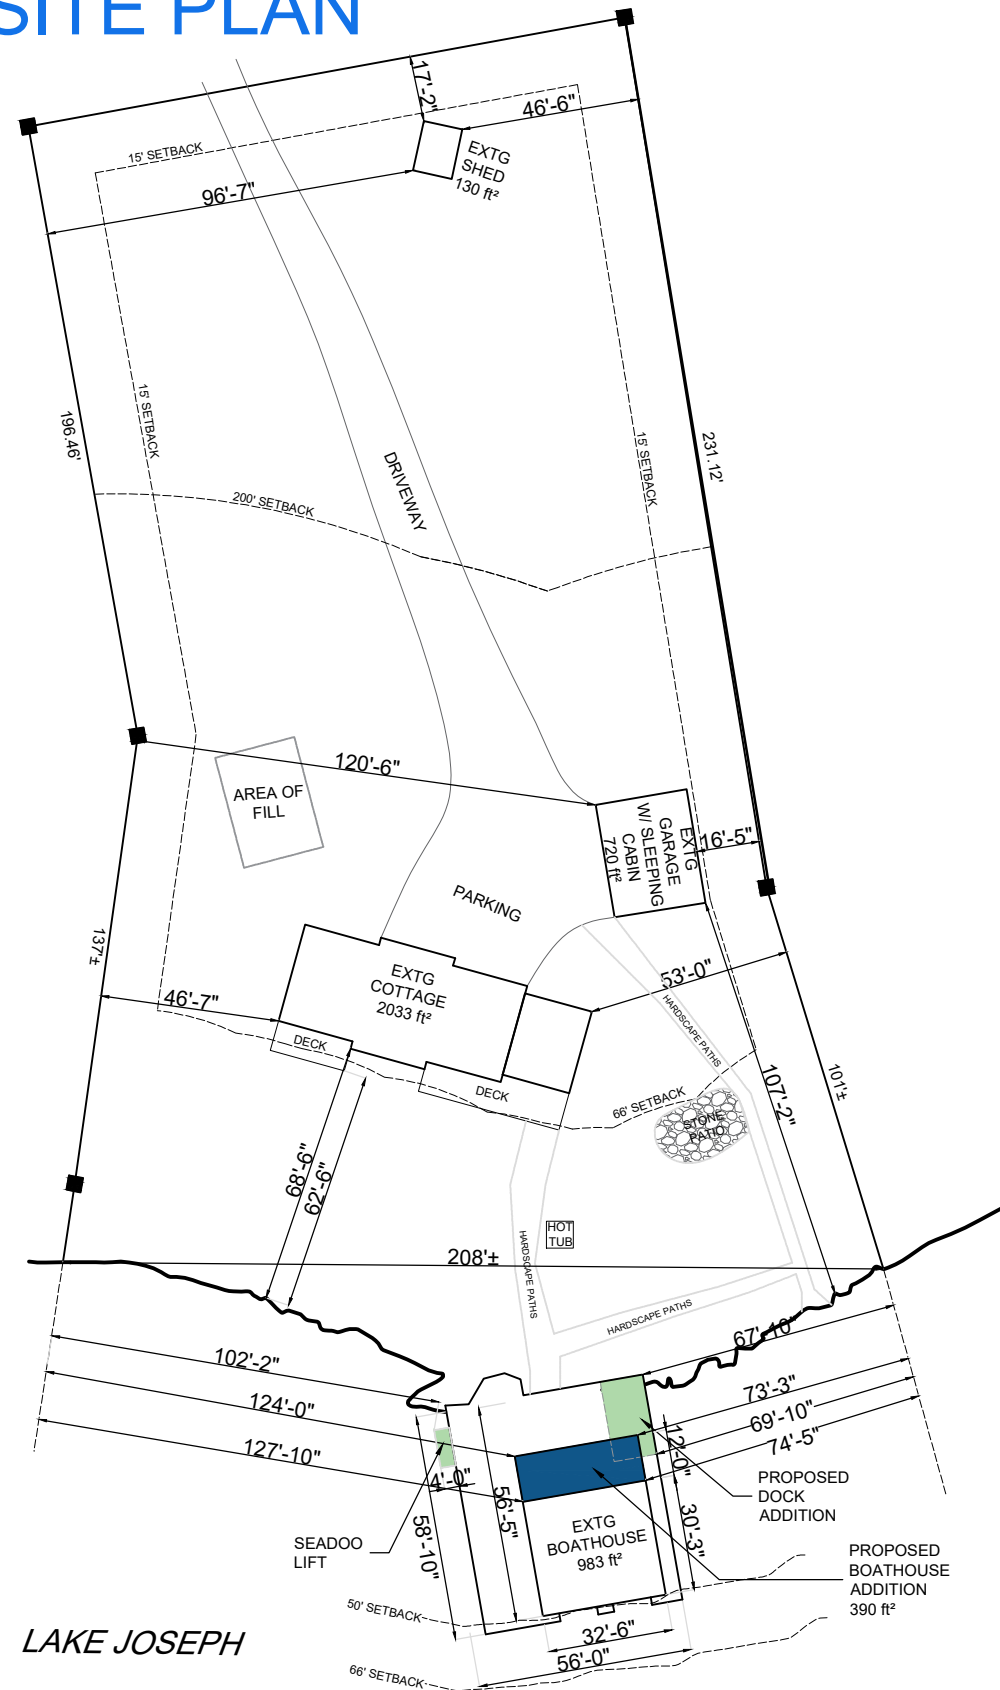 SITE PLAN
17'-2"
46'-6"
EXTG
SHED
130 ft²
15' SETBACK
96'-7"
15' SETBACK
196.46'
15' SETBACK
231.12'
DRIVEWAY
200' SETBACK
120'-6"
AREA OF
FILL
EXTG
GARAGE
W/ SLEEPING
CABIN
720 ft²
16'-5"
PARKING
137'±
EXTG
COTTAGE
2033 ft²
46'-7"
53'-0"
HARDSCAPE PATHS
DECK
DECK
66' SETBACK
107'-2"
101'±
STONE
PATIO
68'-6"
62'-6"
HOT
TUB
208'±
HARDSCAPE PATHS
HARDSCAPE PATHS
67'-10"
102'-2"
124'-0"
127'-10"
73'-3"
69'-10"
74'-5"
12'-0"
4'-0"
56'-5"
58'-10"
30'-3"
PROPOSED
DOCK
ADDITION
SEADOO
LIFT
EXTG
BOATHOUSE
983 ft²
PROPOSED
BOATHOUSE
ADDITION
390 ft²
50' SETBACK
32'-6"
56'-0"
LAKE JOSEPH
66' SETBACK